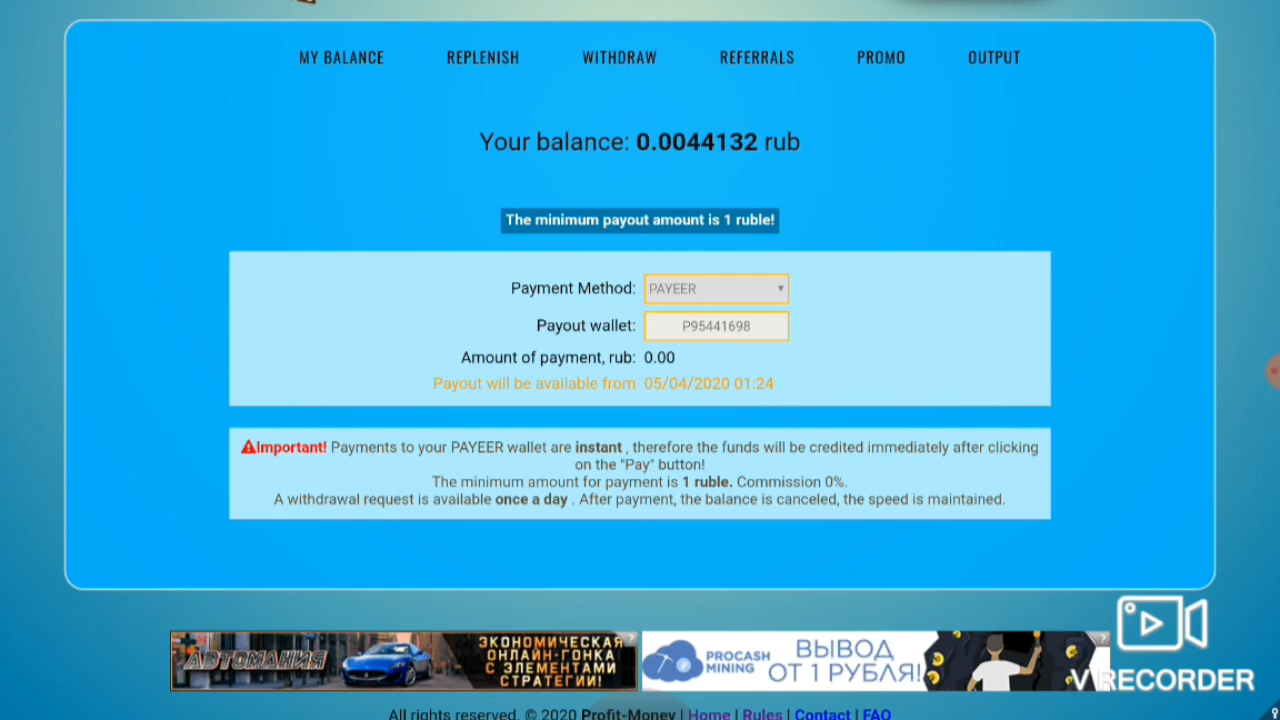 MY BALANCE REPLENISH WITHDRAW REFERRALS PROMO OUTPUT
Your balance: 0.0044132 rub
The minimum payout amount is 1 ruble!
Payment Method: PAYEER
Payout wallet: P95441698
Amount of payment, rub: 0.00
Payout will be available from 05/04/2020 01:24
Important! Payments to your PAYEER wallet are instant , therefore the funds will be credited immediately after clicking
on the "Pay" button!
The minimum amount for payment is 1 ruble. Commission 0%.
A withdrawal request is available once a day . After payment, the balance is canceled, the speed is maintained.
АВТОМАНИЯ
ЭКОНОМИЧЕСКАЯ
ОНЛАЙН-ГОНКА
С ЭЛЕМЕНТАМИ
СТРАТЕГИИ!
PROCASH
MINING
ВЫВОД
ОТ 1 РУБЛЯ!
V RECORDER
All rights reserved. © 2020 Profit-Money | Home | Rules | Contact | FAQ